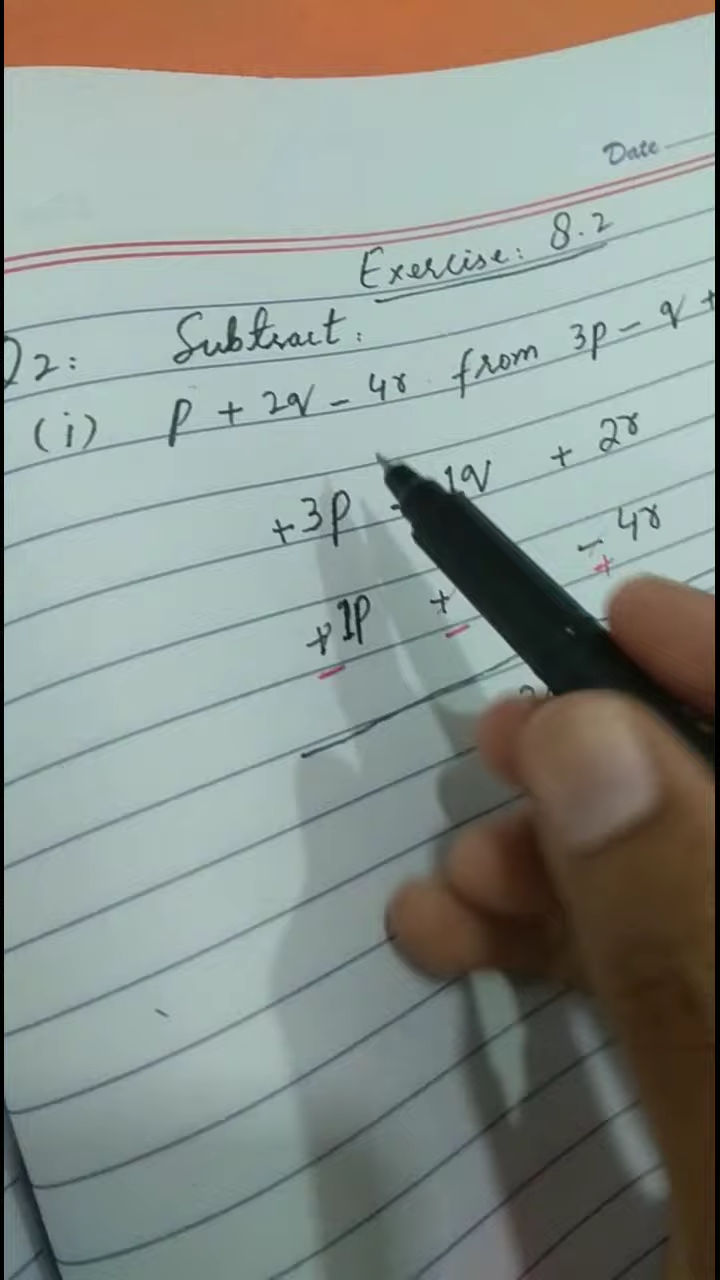 Date
Exercise: 8.2
Q2: Subtract:
(i) p + 2q - 4r from 3p - q +
+3p - 1q + 2r
+1p + - 4r
- - +